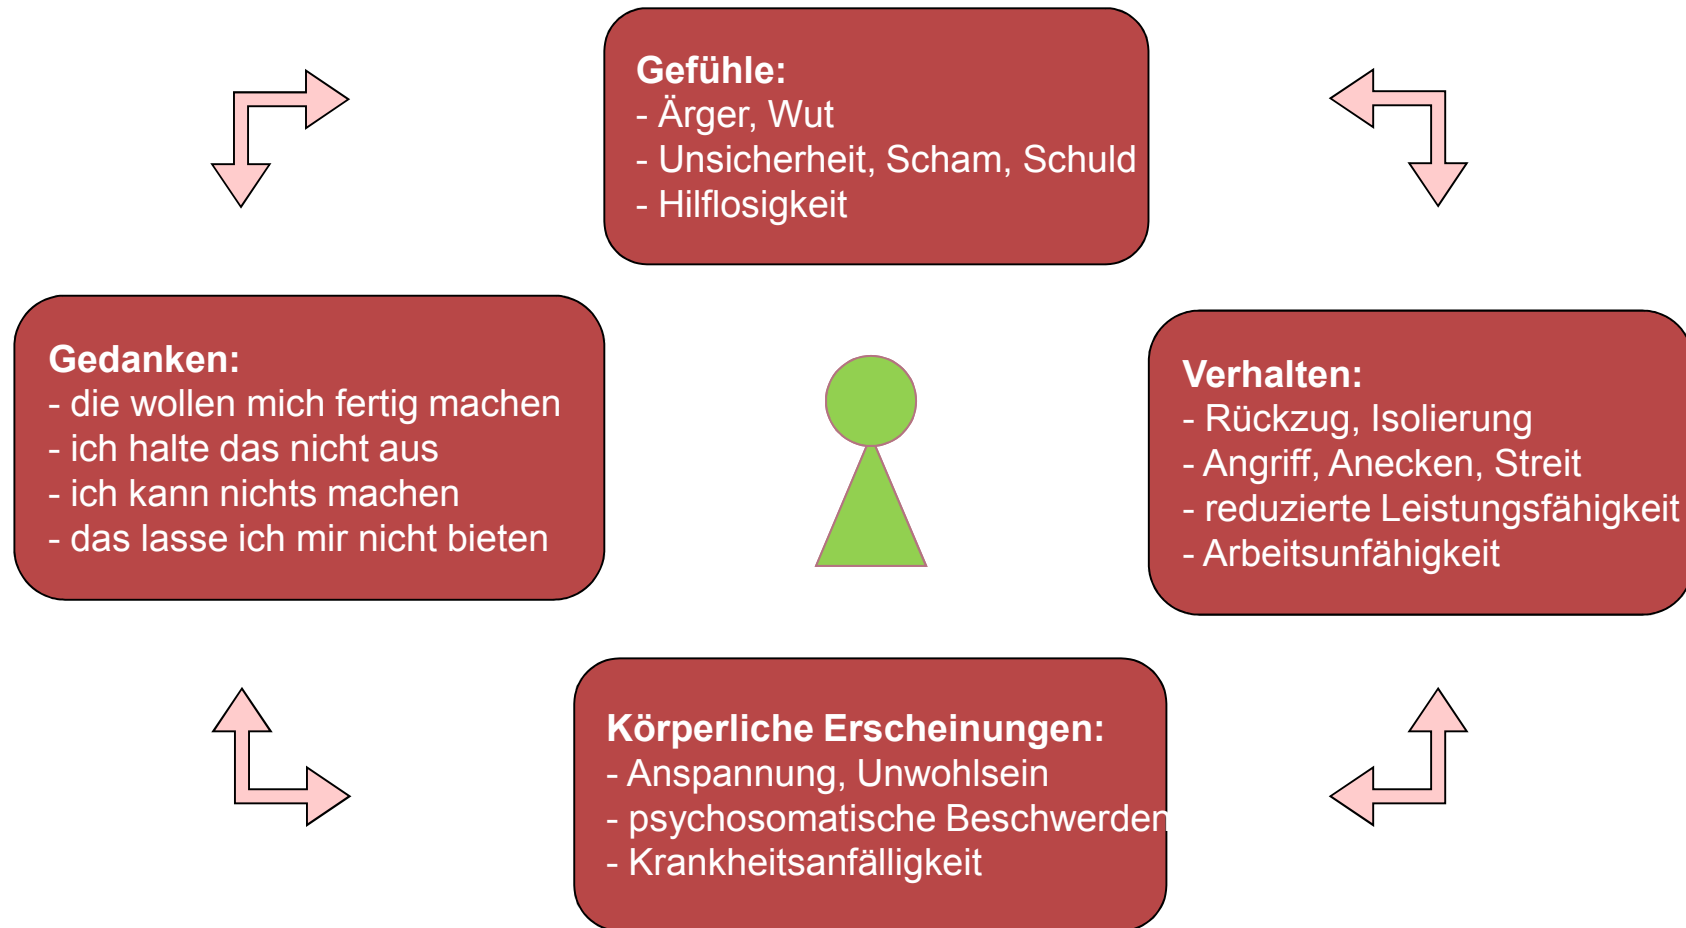 Gefühle:
- Ärger, Wut
- Unsicherheit, Scham, Schuld
- Hilflosigkeit
Gedanken:
- die wollen mich fertig machen
- ich halte das nicht aus
- ich kann nichts machen
- das lasse ich mir nicht bieten
Verhalten:
- Rückzug, Isolierung
- Angriff, Anecken, Streit
- reduzierte Leistungsfähigkeit
- Arbeitsunfähigkeit
Körperliche Erscheinungen:
- Anspannung, Unwohlsein
- psychosomatische Beschwerden
- Krankheitsanfälligkeit